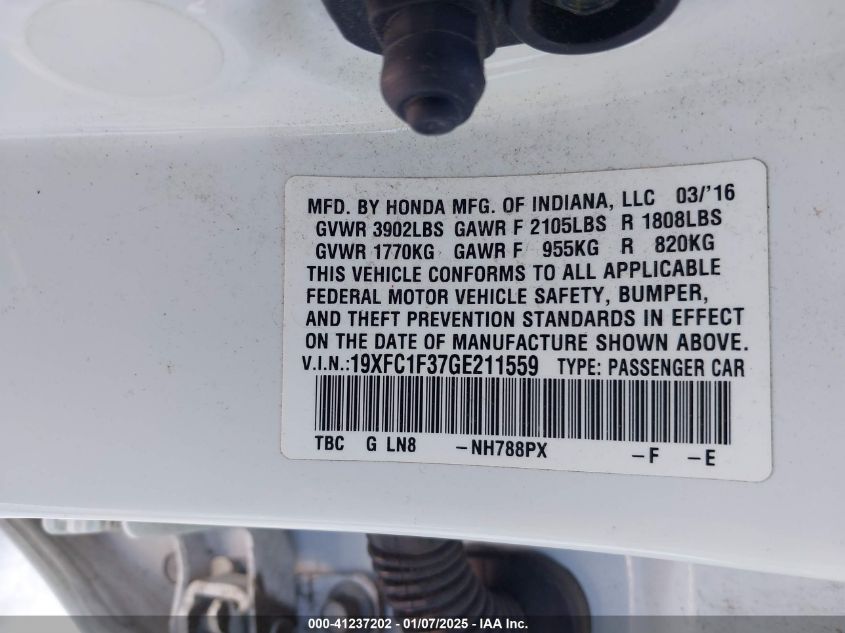 MFD. BY HONDA MFG. OF INDIANA, LLC 03/'16
GVWR 3902LBS GAWR F 2105LBS R 1808LBS
GVWR 1770KG GAWR F 955KG R 820KG
THIS VEHICLE CONFORMS TO ALL APPLICABLE
FEDERAL MOTOR VEHICLE SAFETY, BUMPER,
AND THEFT PREVENTION STANDARDS IN EFFECT
ON THE DATE OF MANUFACTURE SHOWN ABOVE.
V.I.N.:19XFC1F37GE211559 TYPE: PASSENGER CAR
TBC G LN8 -NH788PX -F -E
000-41237202 - 01/07/2025 - IAA Inc.